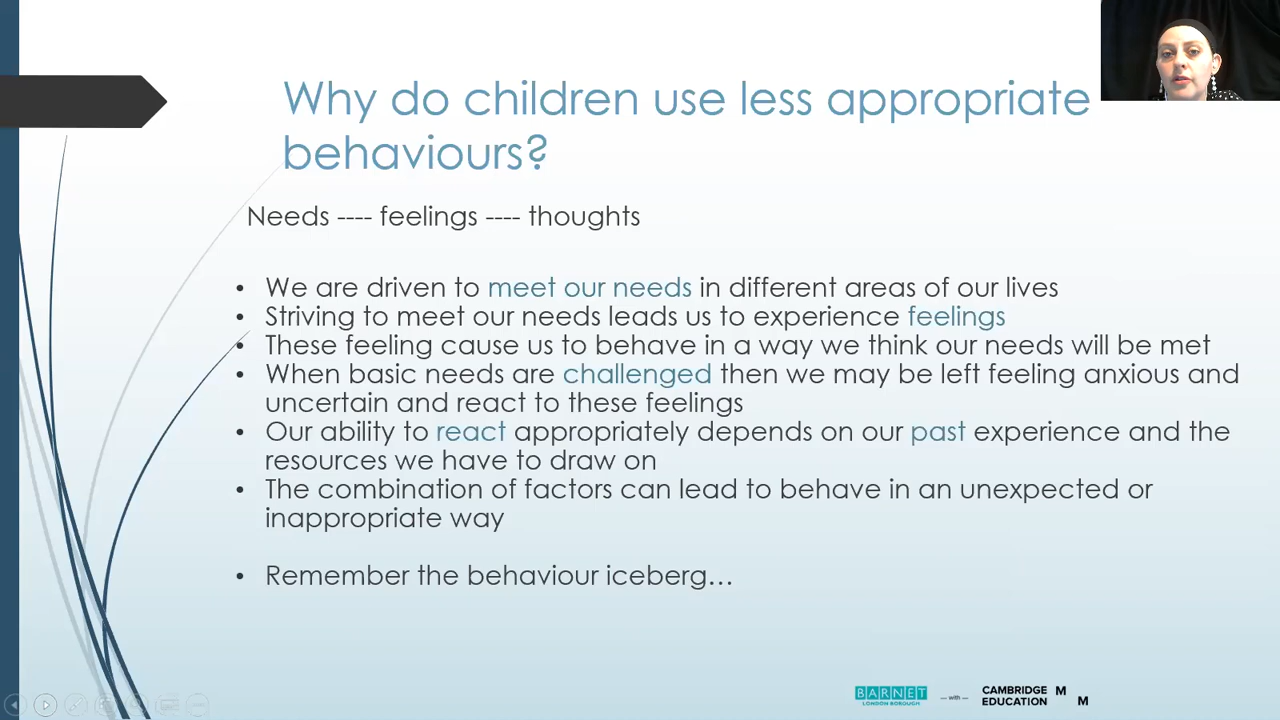 Why do children use less appropriate
behaviours?
Needs ---- feelings ---- thoughts
• We are driven to meet our needs in different areas of our lives
• Striving to meet our needs leads us to experience feelings
• These feeling cause us to behave in a way we think our needs will be met
• When basic needs are challenged then we may be left feeling anxious and
uncertain and react to these feelings
• Our ability to react appropriately depends on our past experience and the
resources we have to draw on
• The combination of factors can lead to behave in an unexpected or
inappropriate way
• Remember the behaviour iceberg…
BARNET
LONDON BOROUGH
— with —
CAMBRIDGE M
EDUCATION M